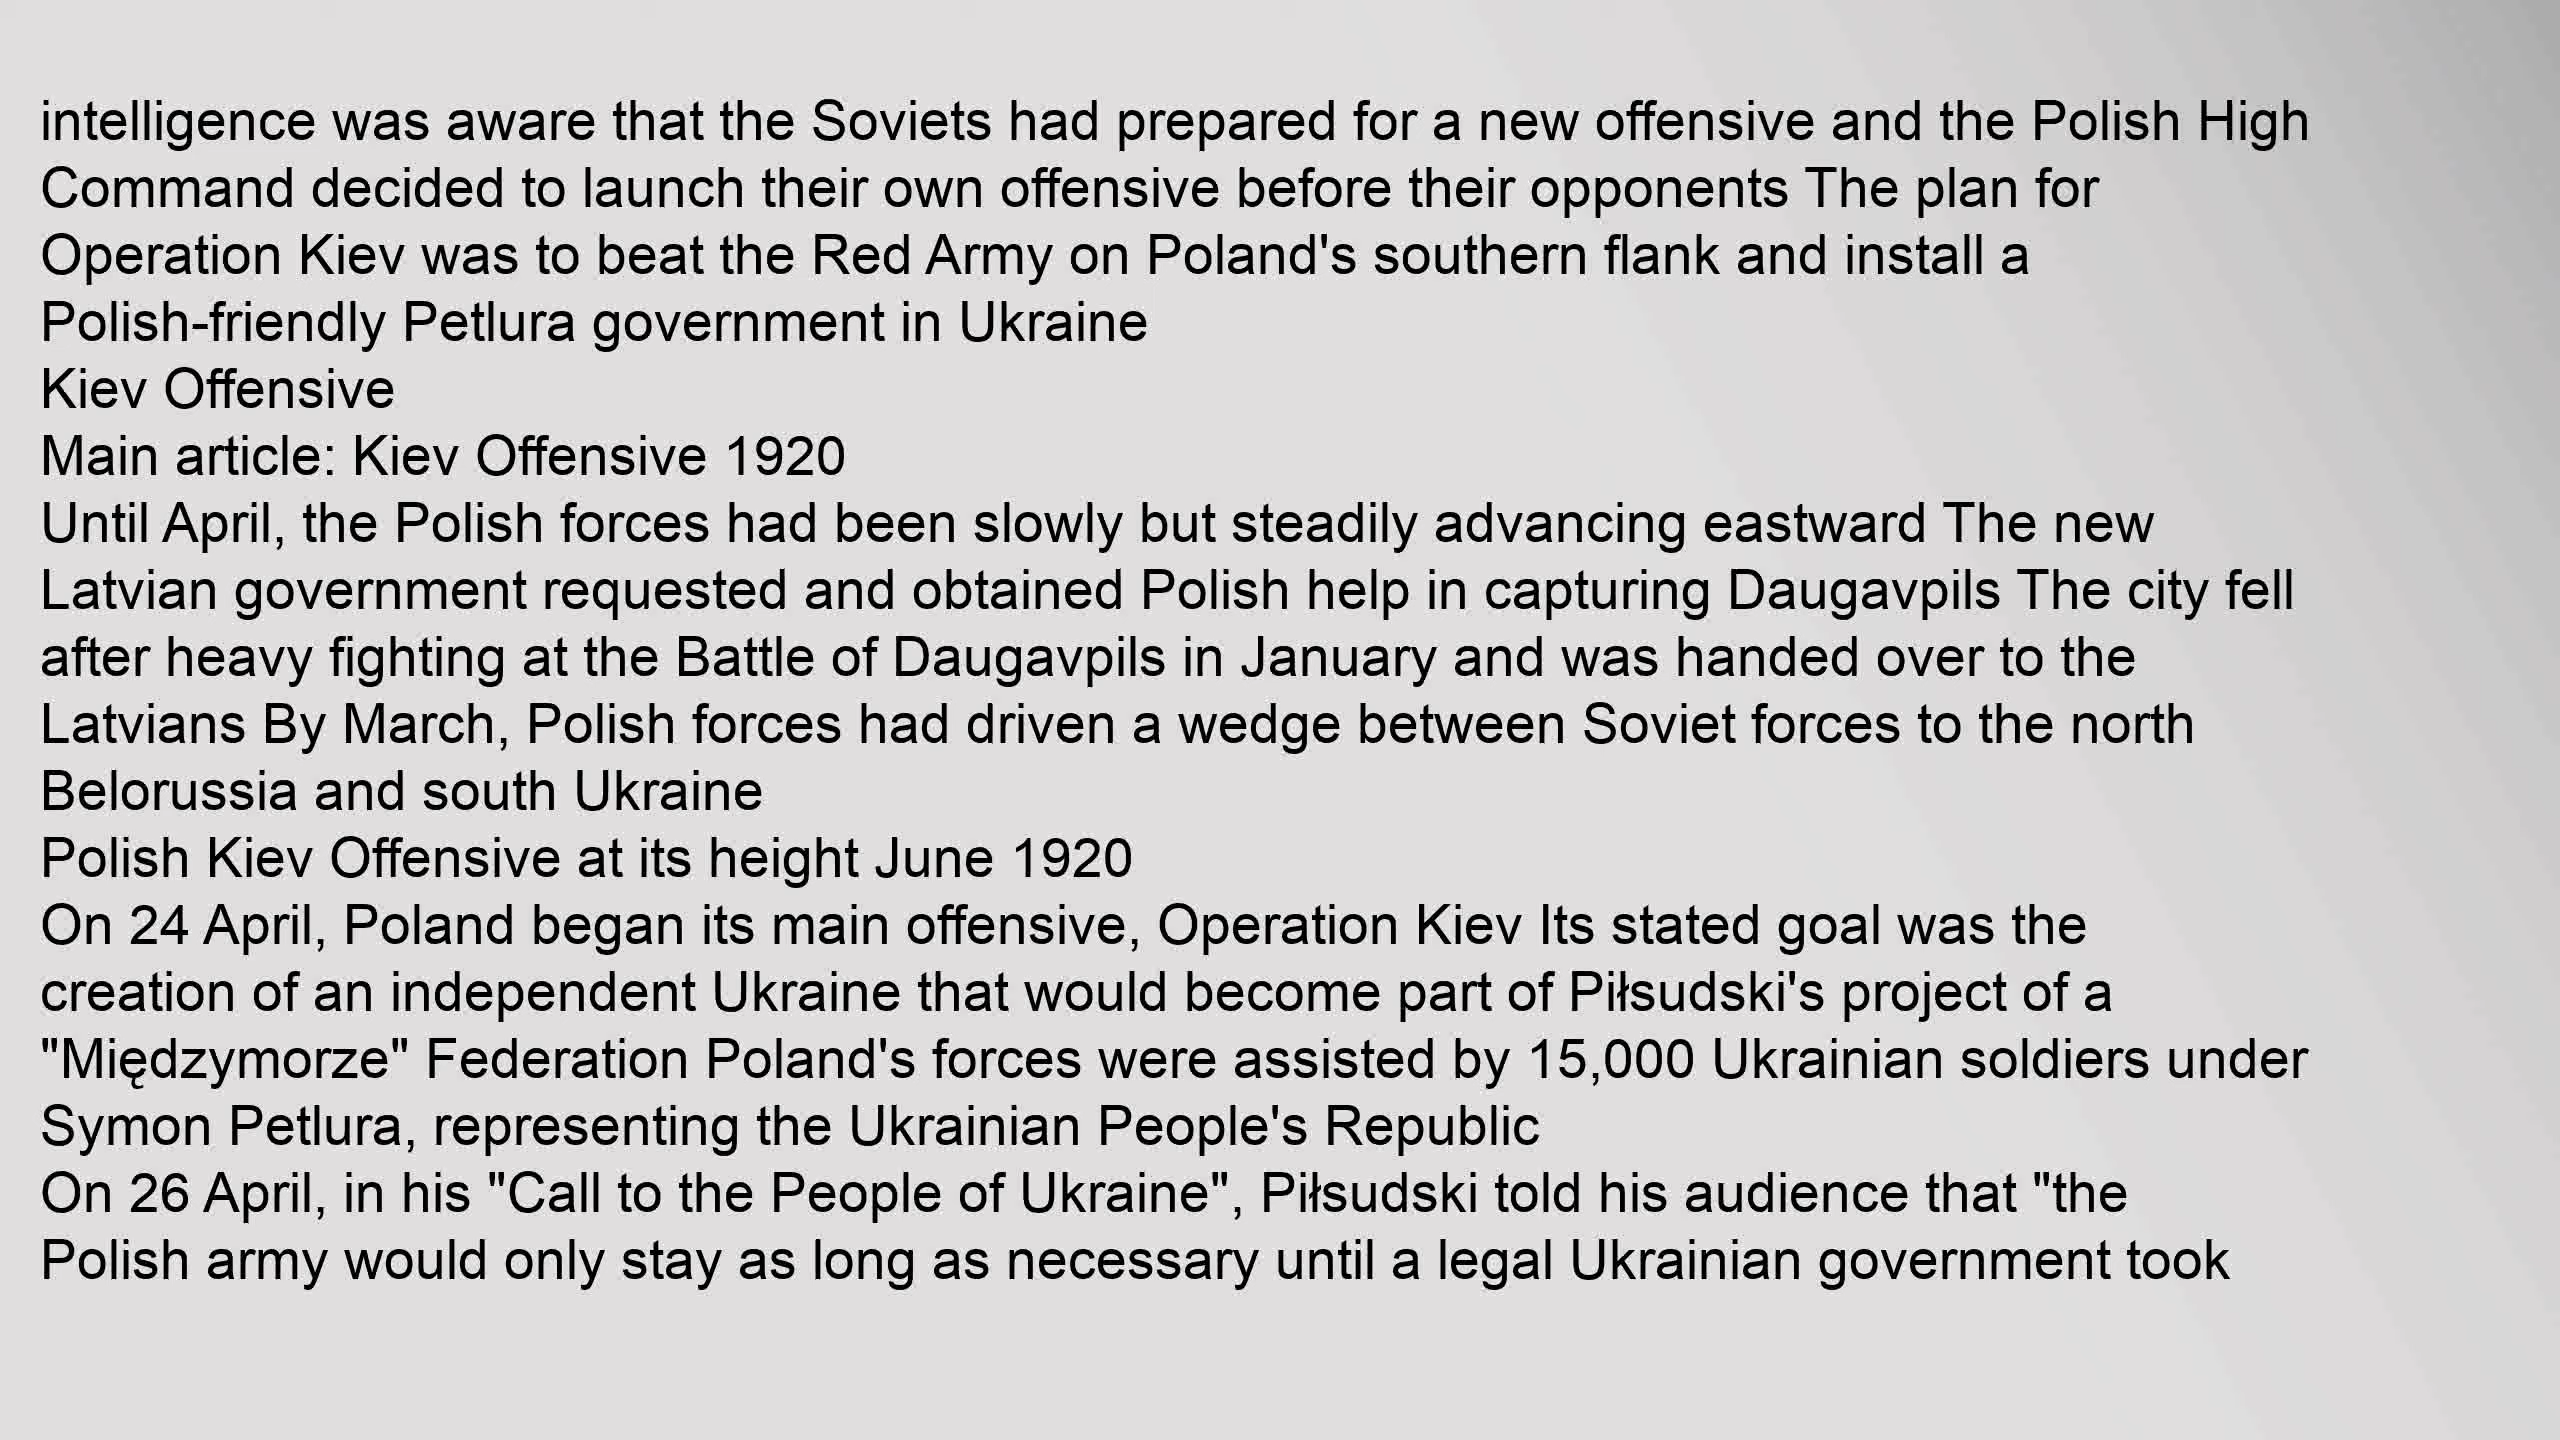 intelligence was aware that the Soviets had prepared for a new offensive and the Polish High
Command decided to launch their own offensive before their opponents The plan for
Operation Kiev was to beat the Red Army on Poland's southern flank and install a
Polish-friendly Petlura government in Ukraine
Kiev Offensive
Main article: Kiev Offensive 1920
Until April, the Polish forces had been slowly but steadily advancing eastward The new
Latvian government requested and obtained Polish help in capturing Daugavpils The city fell
after heavy fighting at the Battle of Daugavpils in January and was handed over to the
Latvians By March, Polish forces had driven a wedge between Soviet forces to the north
Belorussia and south Ukraine
Polish Kiev Offensive at its height June 1920
On 24 April, Poland began its main offensive, Operation Kiev Its stated goal was the
creation of an independent Ukraine that would become part of Piłsudski's project of a
"Międzymorze" Federation Poland's forces were assisted by 15,000 Ukrainian soldiers under
Symon Petlura, representing the Ukrainian People's Republic
On 26 April, in his "Call to the People of Ukraine", Piłsudski told his audience that "the
Polish army would only stay as long as necessary until a legal Ukrainian government took